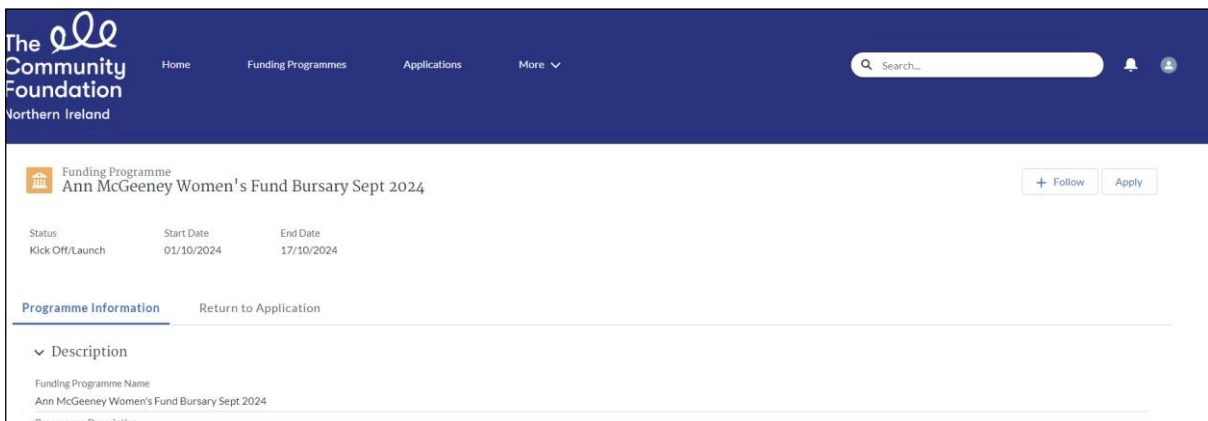 The
Community
Foundation
Northern Ireland
Home Funding Programmes Applications More Search...
Funding Programme
Ann McGeeney Women's Fund Bursary Sept 2024
+ Follow Apply
Status Start Date End Date
Kick Off/Launch 01/10/2024 17/10/2024
Programme Information Return to Application
Description
Funding Programme Name
Ann McGeeney Women's Fund Bursary Sept 2024